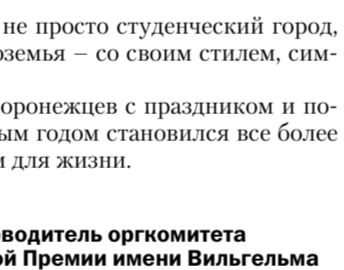 не просто студенческий город,
оземья – со своим стилем, сим-
оронежцев с праздником и по-
ым годом становился все более
м для жизни.
оводитель оргкомитета
ой Премии имени Вильгельма